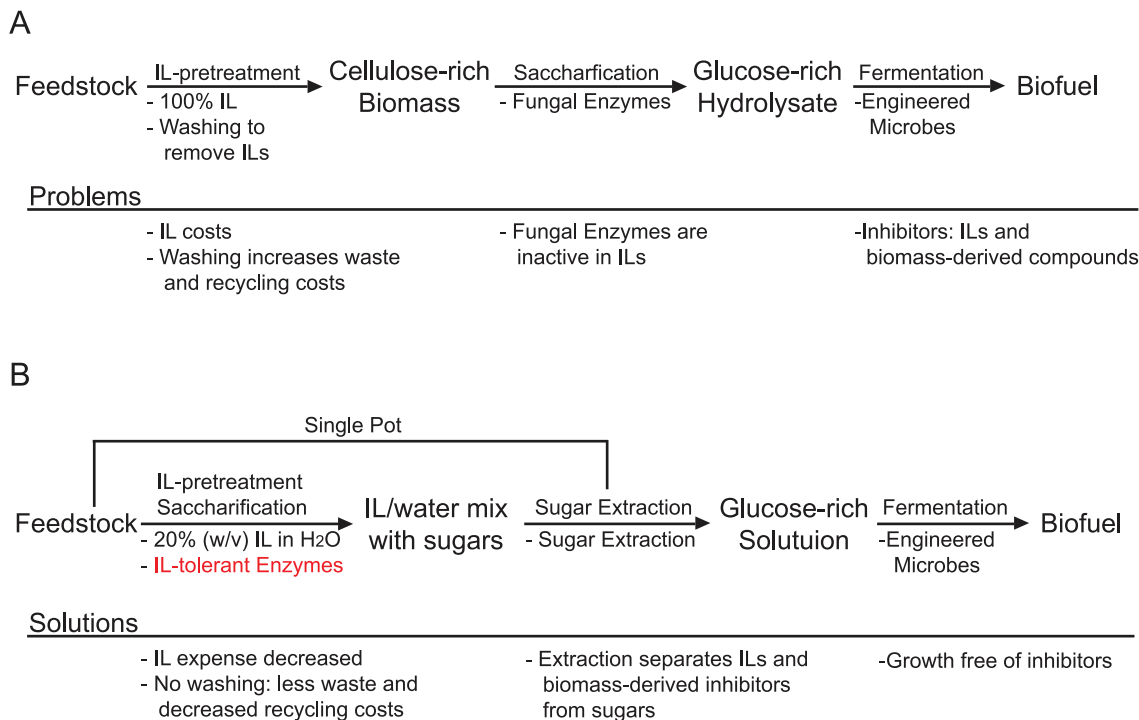 A
Feedstock
IL-pretreatment
- 100% IL
- Washing to
remove ILs
Cellulose-rich
Biomass
Saccharfication
- Fungal Enzymes
Glucose-rich
Hydrolysate
Fermentation
-Engineered
Microbes
Biofuel
Problems
- IL costs
- Washing increases waste
and recycling costs
- Fungal Enzymes are
inactive in ILs
-Inhibitors: ILs and
biomass-derived compounds
B
Single Pot
Feedstock
IL-pretreatment
Saccharification
- 20% (w/v) IL in H2O
- IL-tolerant Enzymes
IL/water mix
with sugars
Sugar Extraction
- Sugar Extraction
Glucose-rich
Solutuion
Fermentation
-Engineered
Microbes
Biofuel
Solutions
- IL expense decreased
- No washing: less waste and
decreased recycling costs
- Extraction separates ILs and
biomass-derived inhibitors
from sugars
-Growth free of inhibitors